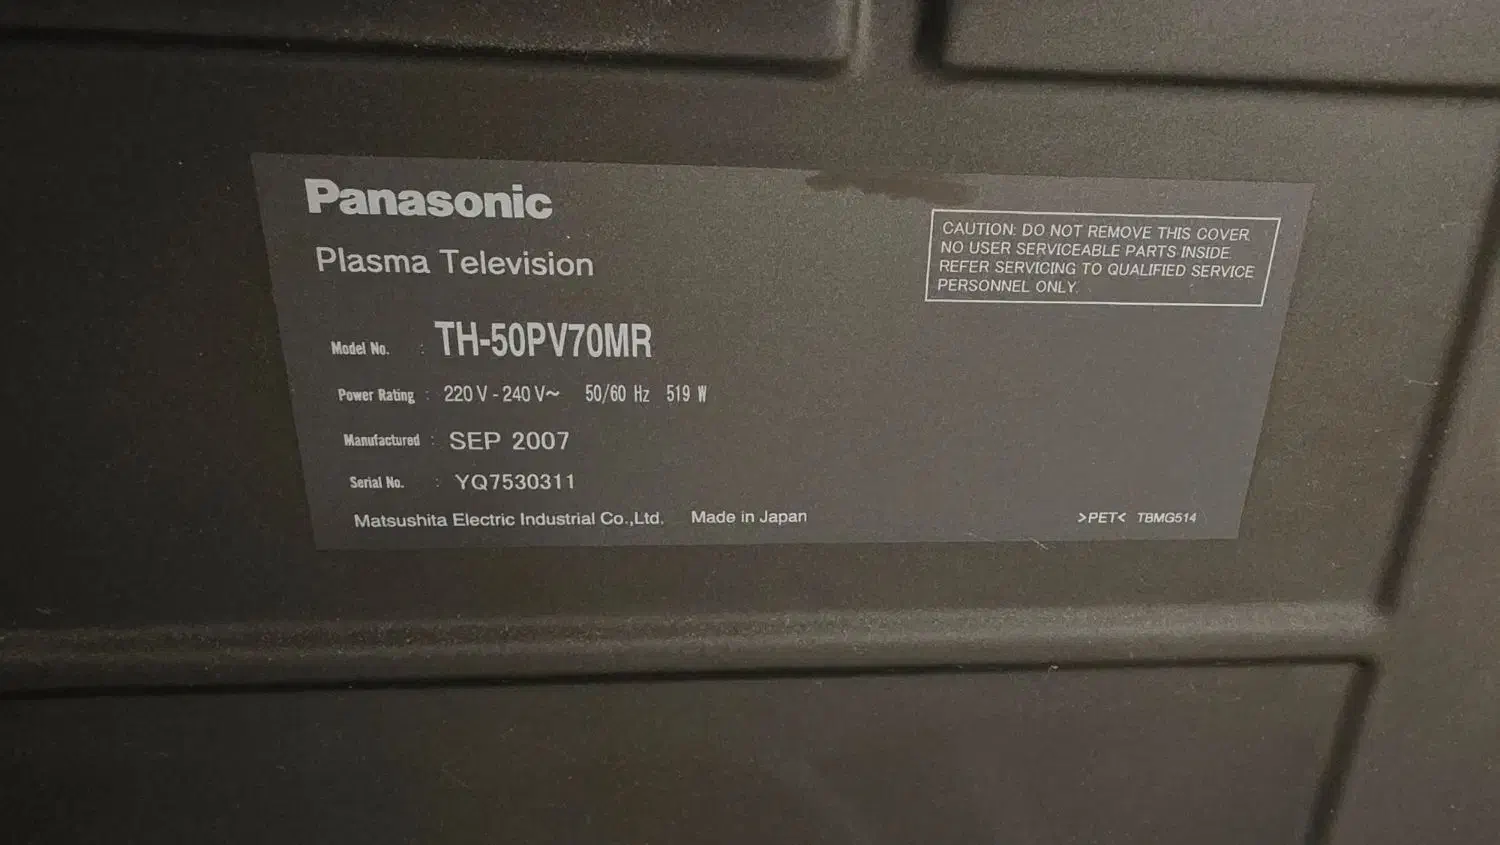 Panasonic
Plasma Television
CAUTION: DO NOT REMOVE THIS COVER
NO USER SERVICEABLE PARTS INSIDE.
REFER SERVICING TO QUALIFIED SERVICE
PERSONNEL ONLY.
Model No. : TH-50PV70MR
Power Rating : 220 V - 240 V~ 50/60 Hz 519 W
Manufactured : SEP 2007
Serial No. : YQ7530311
Matsushita Electric Industrial Co.,Ltd. Made in Japan >PET< TBMG514